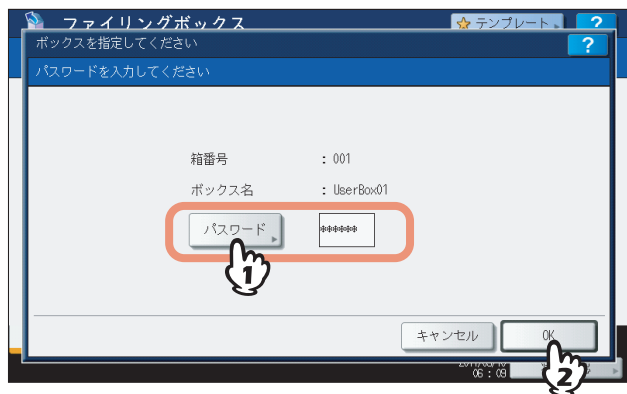 ファイリングボックス
テンプレート
?
ボックスを指定してください
?
パスワードを入力してください
箱番号 : 001
ボックス名 : UserBox01
パスワード ******
1
キャンセル OK
06:09
2